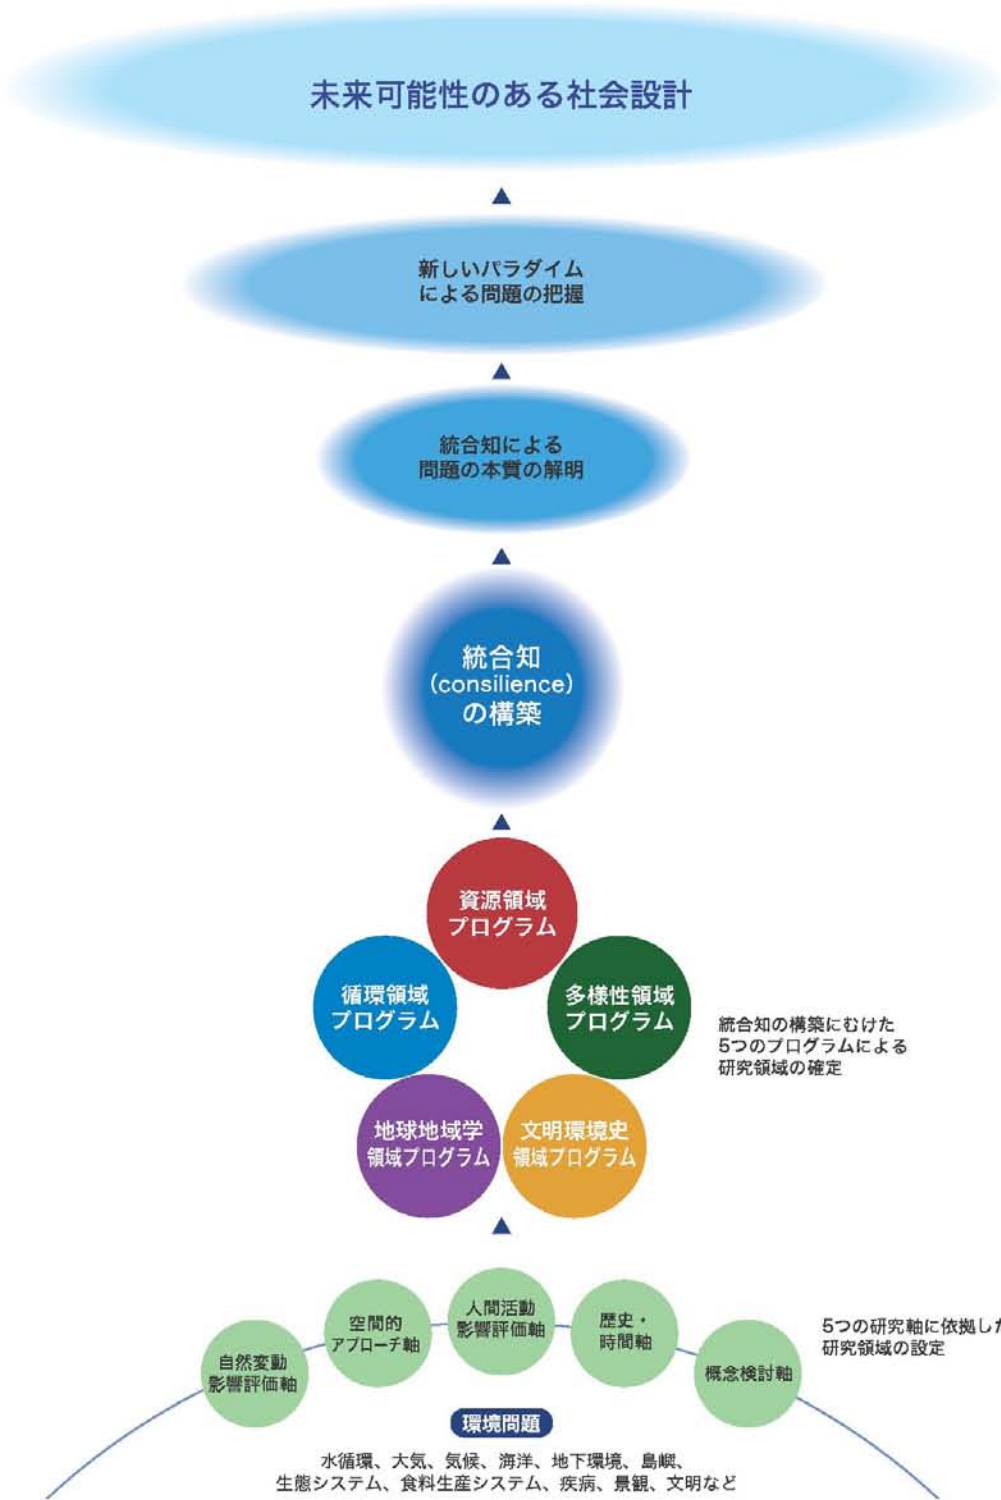 未来可能性のある社会設計
新しいパラダイム
による問題の把握
統合知による
問題の本質の解明
統合知
(consilience)
の構築
資源領域
プログラム
循環領域
プログラム
多様性領域
プログラム
統合知の構築にむけた
5つのプログラムによる
研究領域の確定
地球地域学
領域プログラム
文明環境史
領域プログラム
自然変動
影響評価軸
空間的
アプローチ軸
人間活動
影響評価軸
歴史・
時間軸
概念検討軸
5つの研究軸に依拠した
研究領域の設定
環境問題
水循環、大気、気候、海洋、地下環境、島嶼、
生態システム、食料生産システム、疾病、景観、文明など